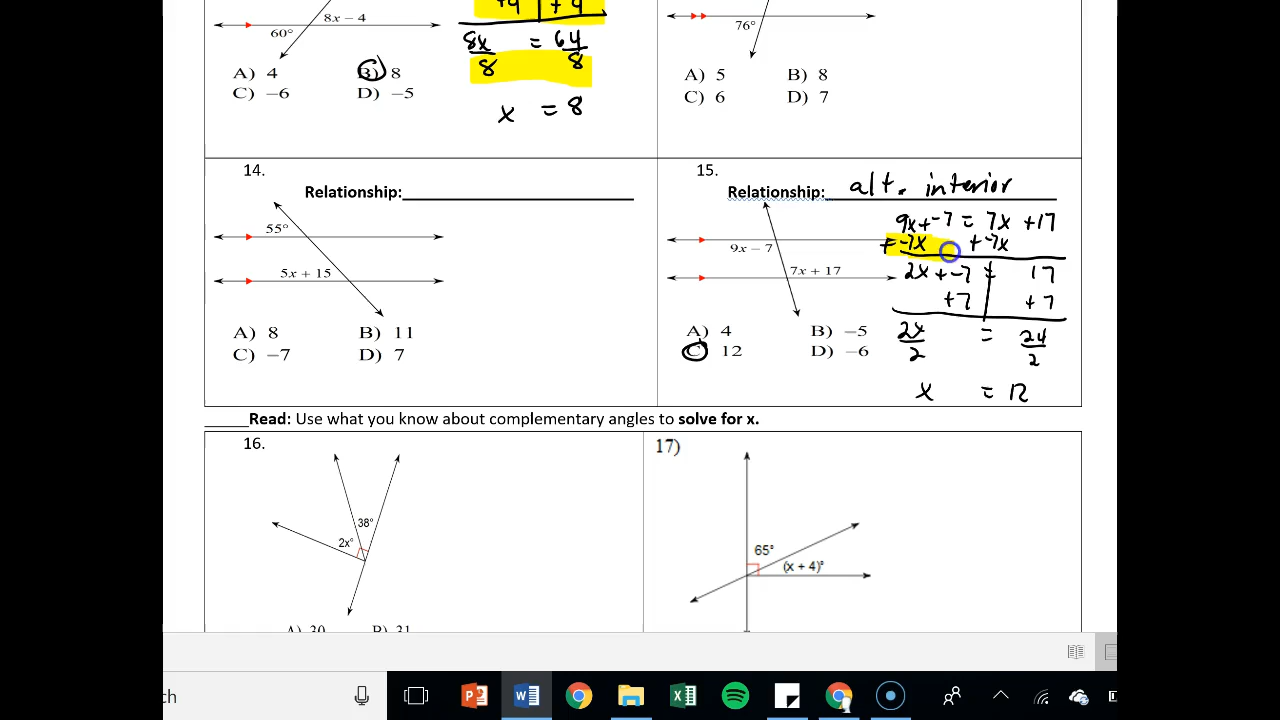 8x − 4
60°
A) 4 B) 8
C) −6 D) −5
+4 | +4
8x = 64
8 8
x = 8
76°
A) 5 B) 8
C) 6 D) 7
14.
Relationship:
55°
5x + 15
A) 8 B) 11
C) −7 D) 7
15.
Relationship: alt. interior
9x − 7
7x + 17
A) 4 B) −5
C) 12 D) −6
9x+-7 = 7x +17
+-7x +-7x
2x + -7 = 17
+7 +7
2x = 24
2 2
x = 12
Read: Use what you know about complementary angles to solve for x.
16.
38°
2x°
A) 30 B) 31
17)
65°
(x + 4)°
ch